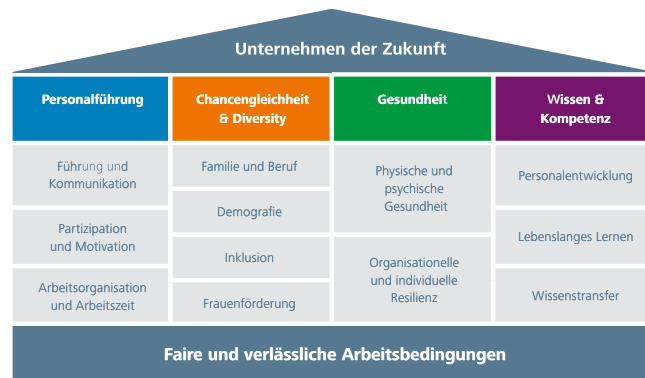 Unternehmen der Zukunft
Personalführung
Führung und
Kommunikation
Partizipation
und Motivation
Arbeitsorganisation
und Arbeitszeit
Chancengleichheit
& Diversity
Familie und Beruf
Demografie
Inklusion
Frauenförderung
Gesundheit
Physische und
psychische
Gesundheit
Organisationelle
und individuelle
Resilienz
Wissen &
Kompetenz
Personalentwicklung
Lebenslanges Lernen
Wissenstransfer
Faire und verlässliche Arbeitsbedingungen